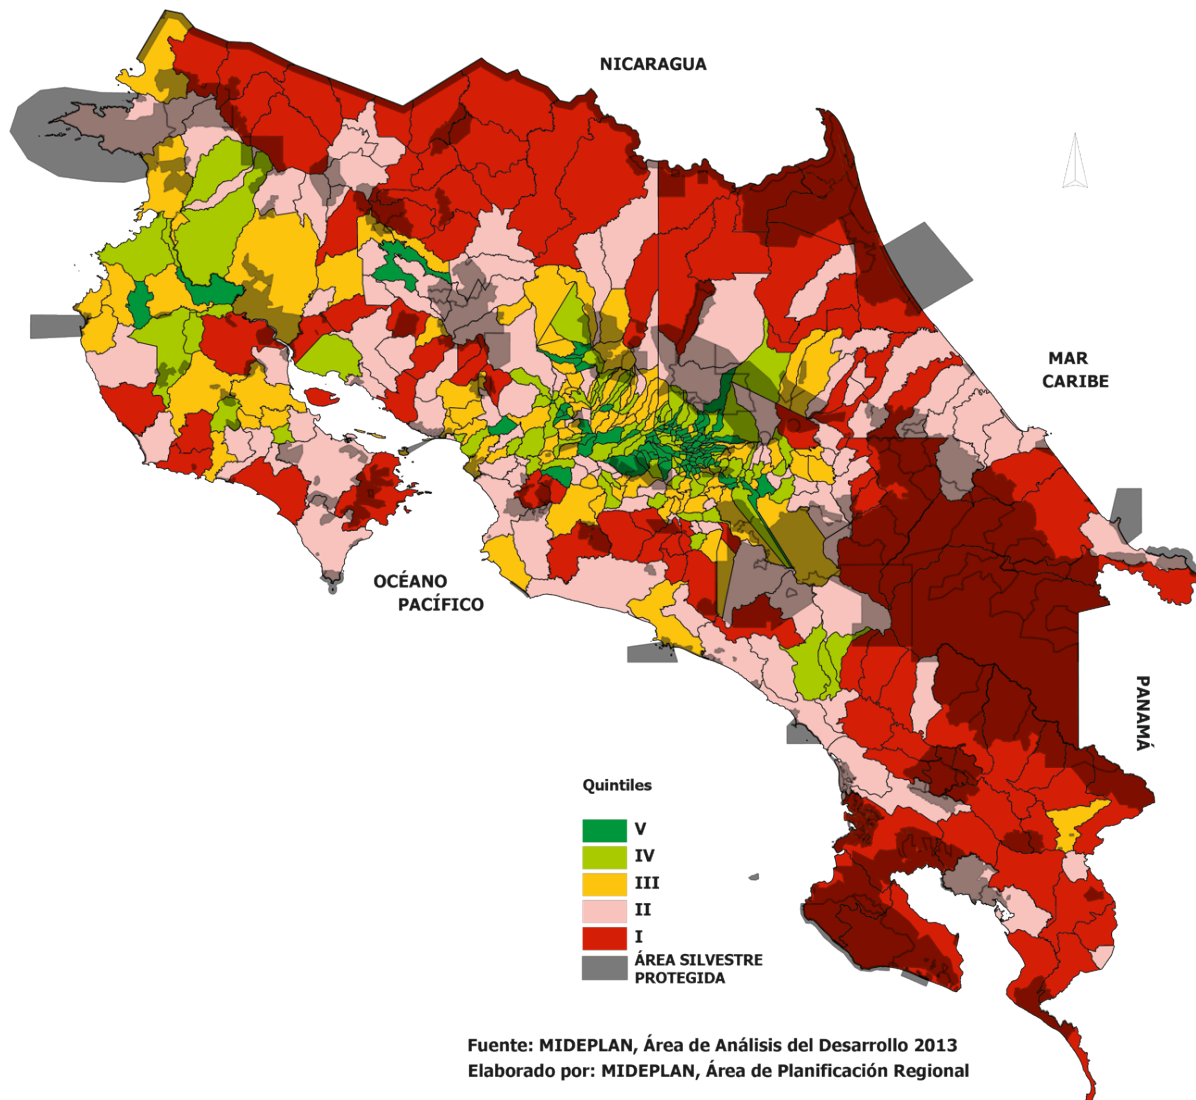 NICARAGUA
MAR
CARIBE
OCÉANO
PACÍFICO
PANAMÁ
Quintiles
V
IV
III
II
I
ÁREA SILVESTRE
PROTEGIDA
Fuente: MIDEPLAN, Área de Análisis del Desarrollo 2013
Elaborado por: MIDEPLAN, Área de Planificación Regional